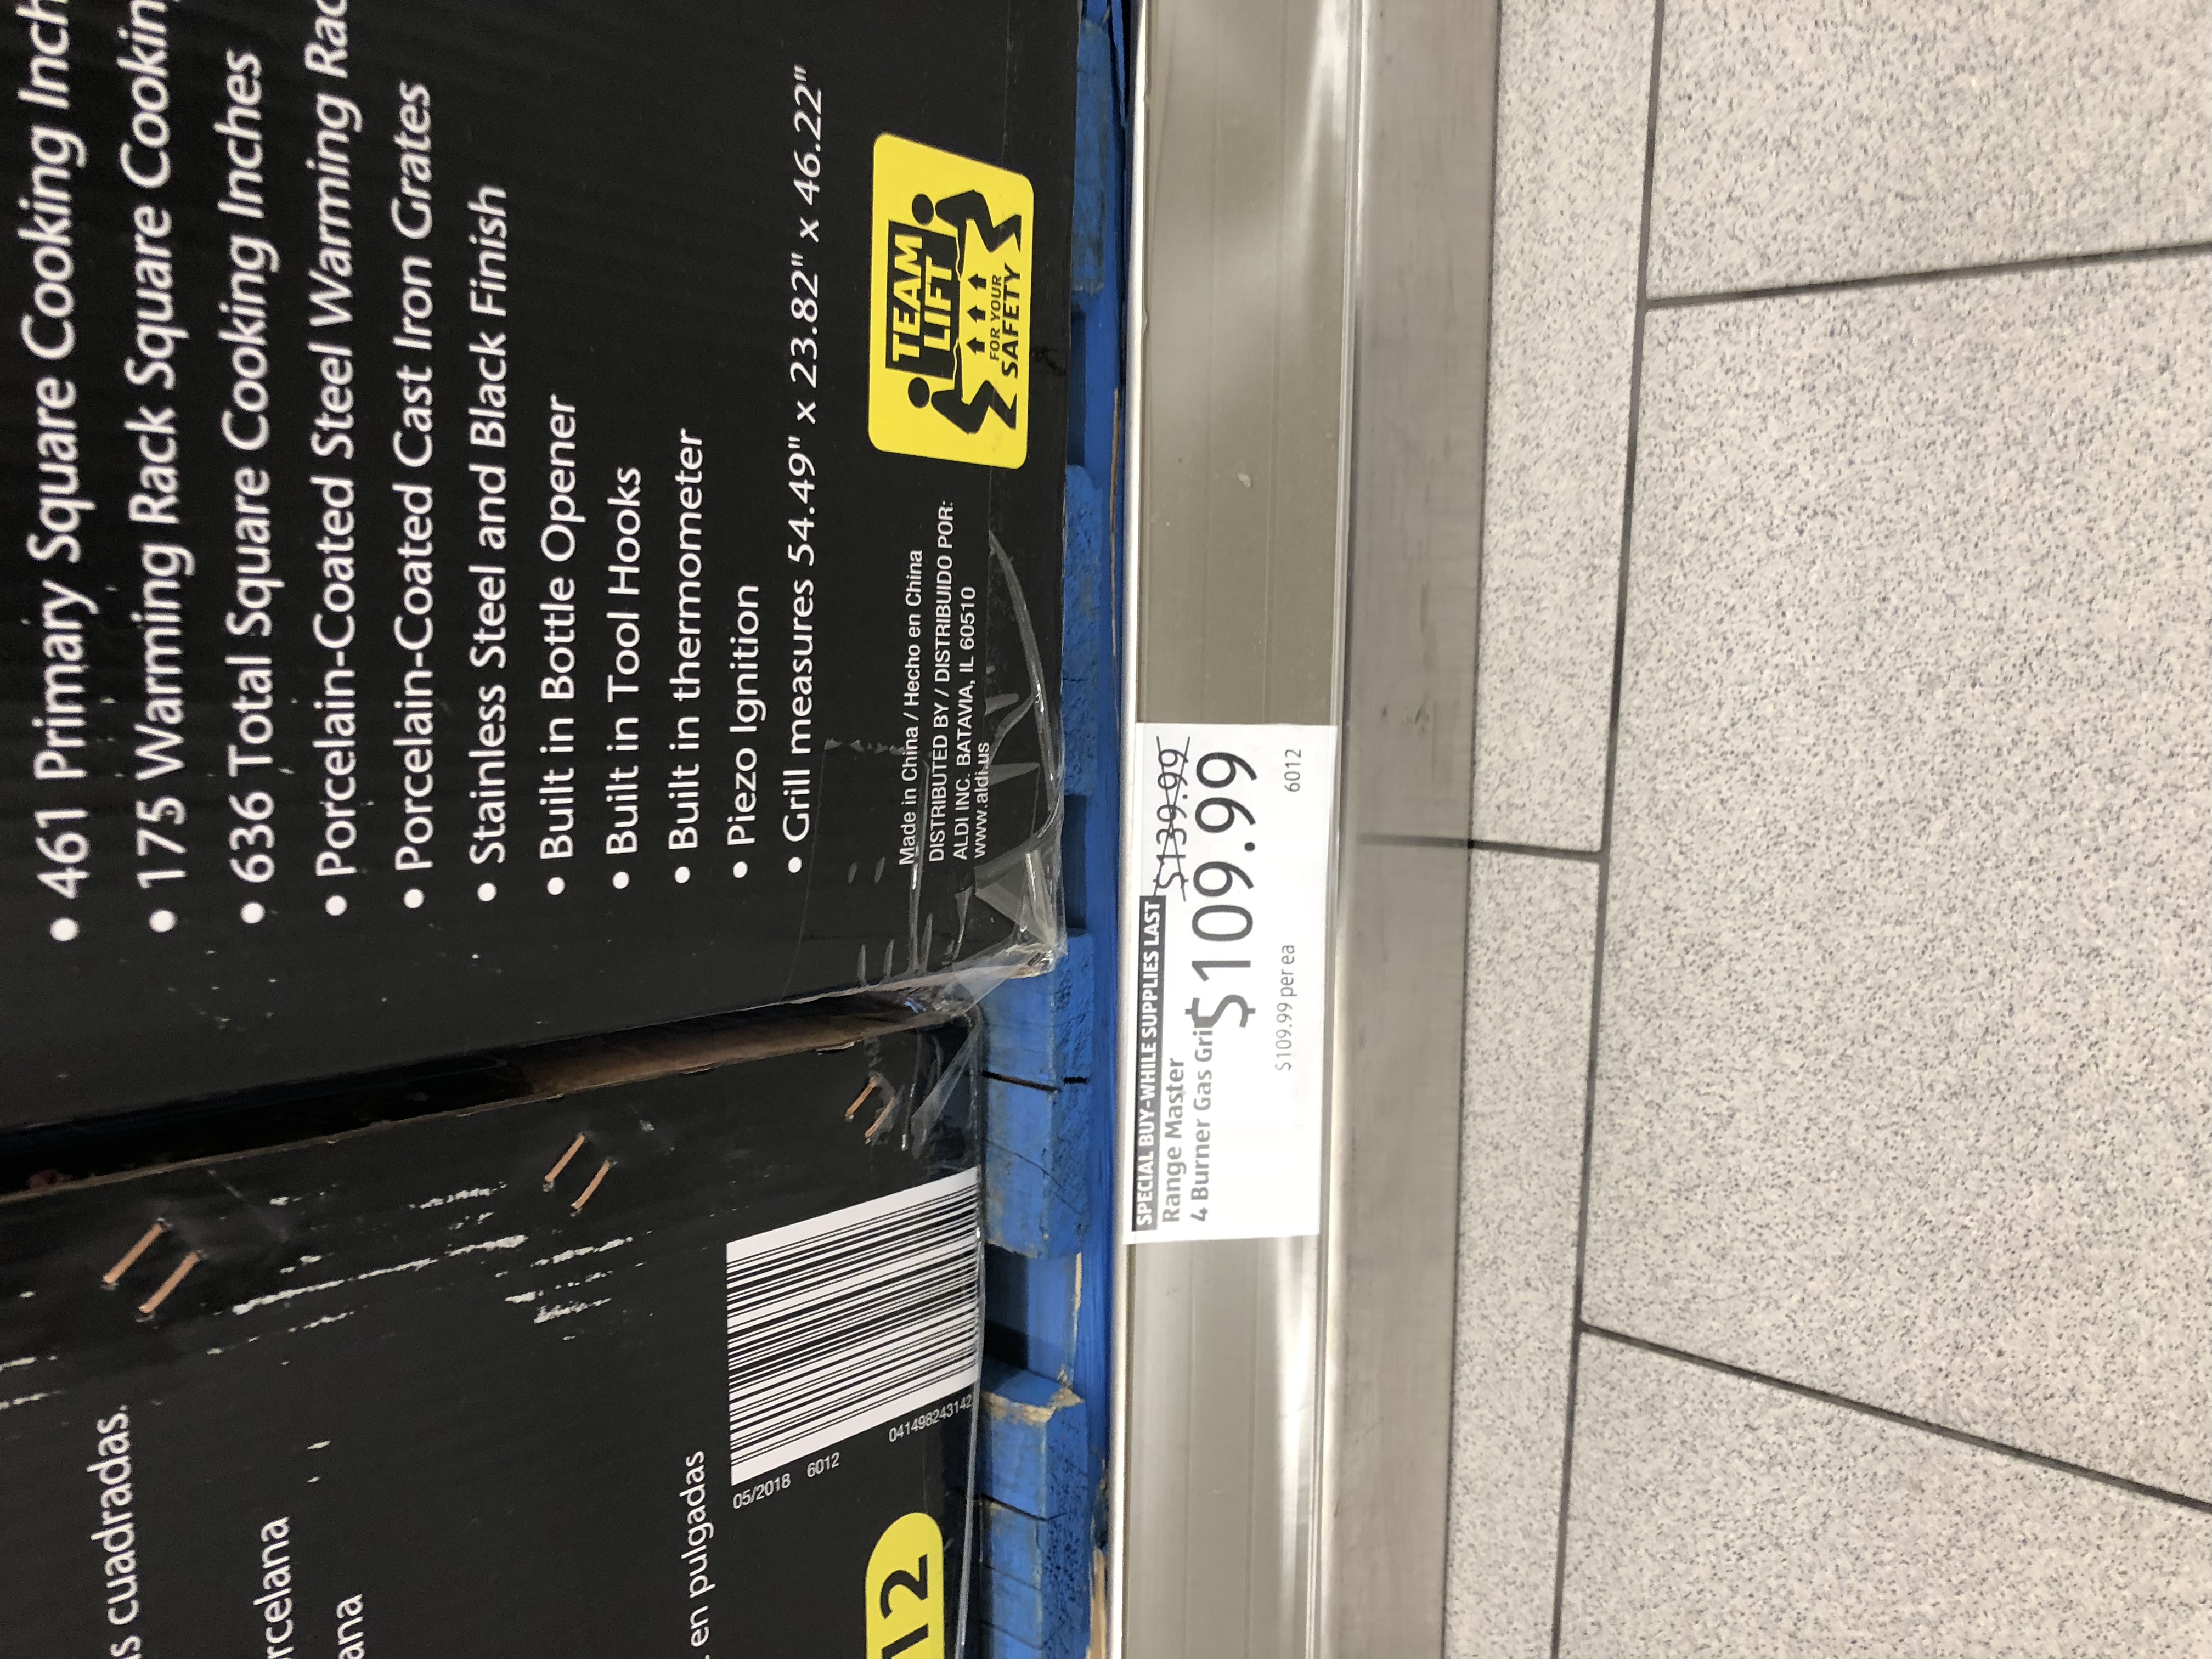 • 461 Primary Square Cooking Inch
• 175 Warming Rack Square Cookin
• 636 Total Square Cooking Inches
• Porcelain-Coated Steel Warming Rac
• Porcelain-Coated Cast Iron Grates
• Stainless Steel and Black Finish
• Built in Bottle Opener
• Built in Tool Hooks
• Built in thermometer
• Piezo Ignition
• Grill measures 54.49" x 23.82" x 46.22"
Made in China / Hecho en China
DISTRIBUTED BY / DISTRIBUIDO POR:
ALDI INC. BATAVIA, IL 60510
www.aldi.us
TEAM
LIFT
FOR YOUR
SAFETY
s cuadradas.
rcelana
ana
en pulgadas
05/2018 6012
041498243142
12
SPECIAL BUY-WHILE SUPPLIES LAST
Range Master
4 Burner Gas Gril
$139.99
$109.99
$109.99 per ea
6012